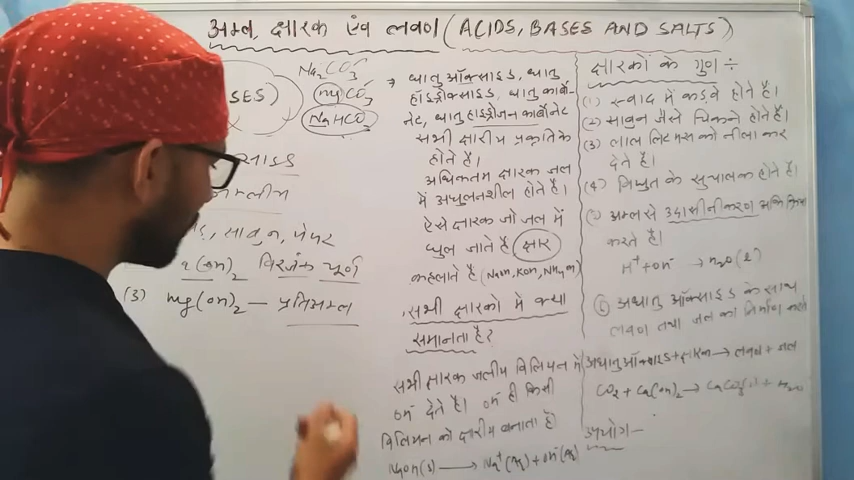 अम्ल, क्षारक एंव लवण (ACIDS, BASES AND SALTS)
Na₂CO₃
CO₃
NaHCO₃
SES)
साइड
म्लीय
साबुन, पेपर
(OH)₂ विरंजक चूर्ण
(3) Mg(OH)₂ — प्रतिअम्ल
→ धातु ऑक्साइड, धातु
हाइड्रोक्साइड, धातु कार्बो-
नेट, धातु हाइड्रोजन कार्बोनेट
सभी क्षारीय प्रकृति के
होते है।
अधिकतम क्षारक जल
में अघुलनशील होते है।
ऐसे क्षारक जो जल में
घुल जाते है, क्षार
कहलाते है (NaOH, KOH, NH₄OH)
सभी क्षारको में क्या
समानता है?
सभी क्षारक जलीय विलियन में
OH⁻ देते है। OH⁻ ही किसी
विलियन को क्षारीय बनाता है।
NaOH(s) ⟶ Na⁺(Aq) + OH⁻(Aq)
क्षारकों के गुण ÷
(1) स्वाद में कड़वे होते है।
(2) साबुन जैसे चिकने होते है।
(3) लाल लिटमस को नीला कर
देते है।
(4) विधुत के सुचालक होते है।
अम्ल से उदासीनीकरण
करते है।
H⁺ + OH⁻ → H₂O (l)
⑥ अधातु ऑक्साइड के साथ
लवण तथा जल का निर्माण करते
अधातु ऑक्साइड + क्षारक → लवण + जल
CO₂ + Ca(OH)₂ → CaCO₃↓ + H₂O
उपयोग —